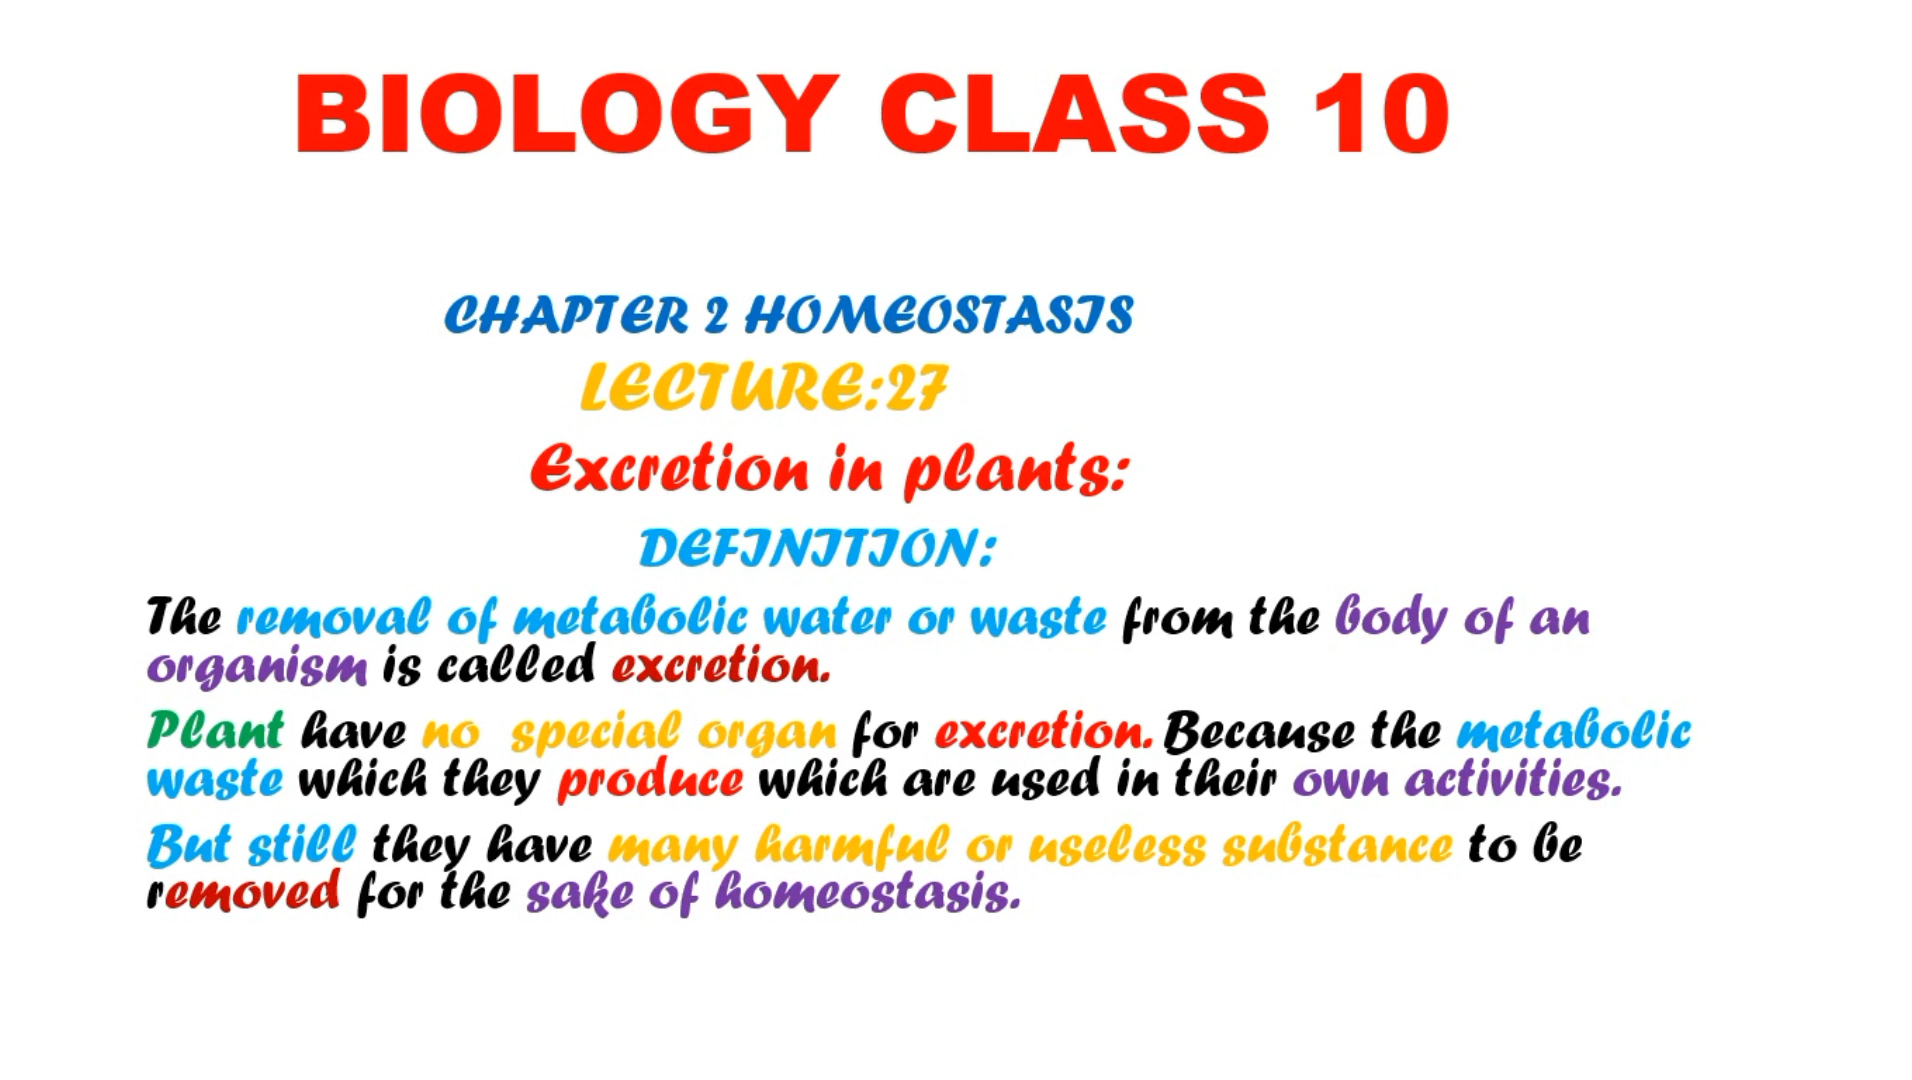 BIOLOGY CLASS 10
CHAPTER 2 HOMEOSTASIS
LECTURE:27
Excretion in plants:
DEFINITION:
The removal of metabolic water or waste from the body of an
organism is called excretion.
Plant have no special organ for excretion. Because the metabolic
waste which they produce which are used in their own activities.
But still they have many harmful or useless substance to be
removed for the sake of homeostasis.